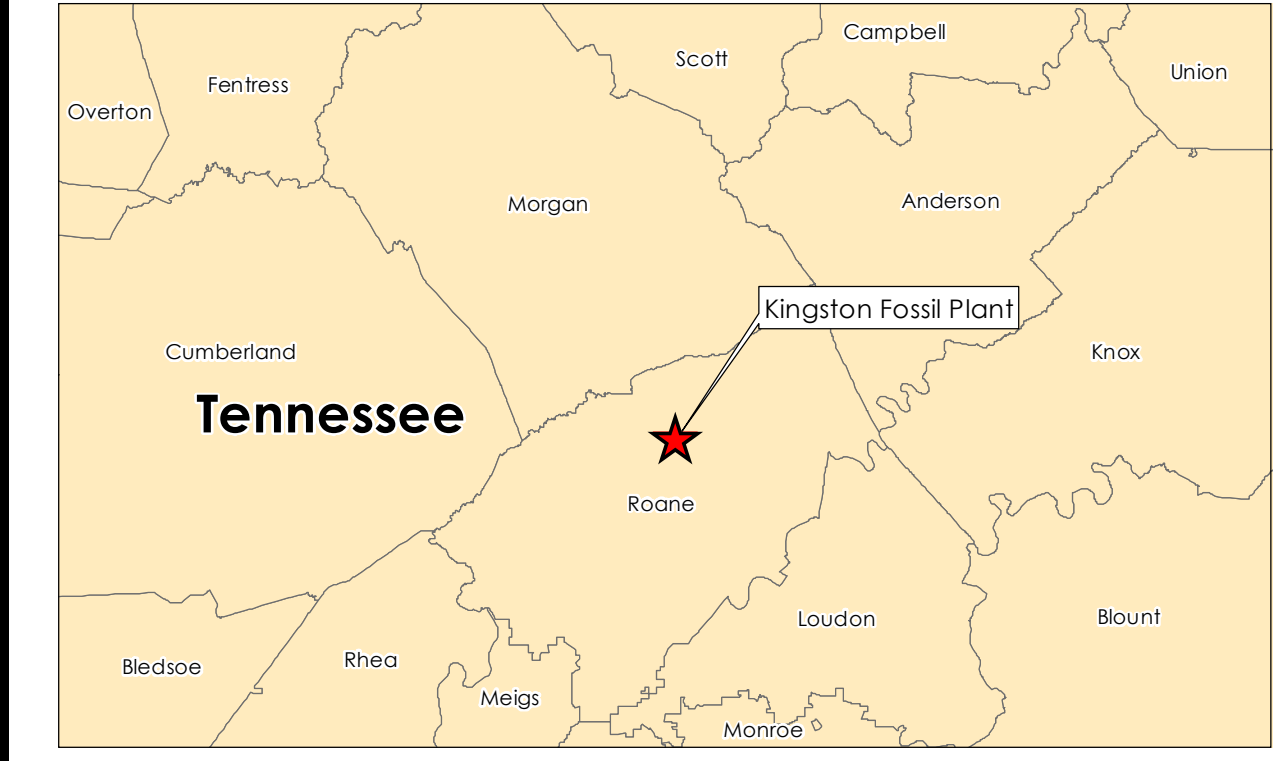 Campbell
Scott
Union
Fentress
Overton
Anderson
Morgan
Kingston Fossil Plant
Cumberland
Knox
Tennessee
Roane
Blount
Loudon
Rhea
Bledsoe
Meigs
Monroe